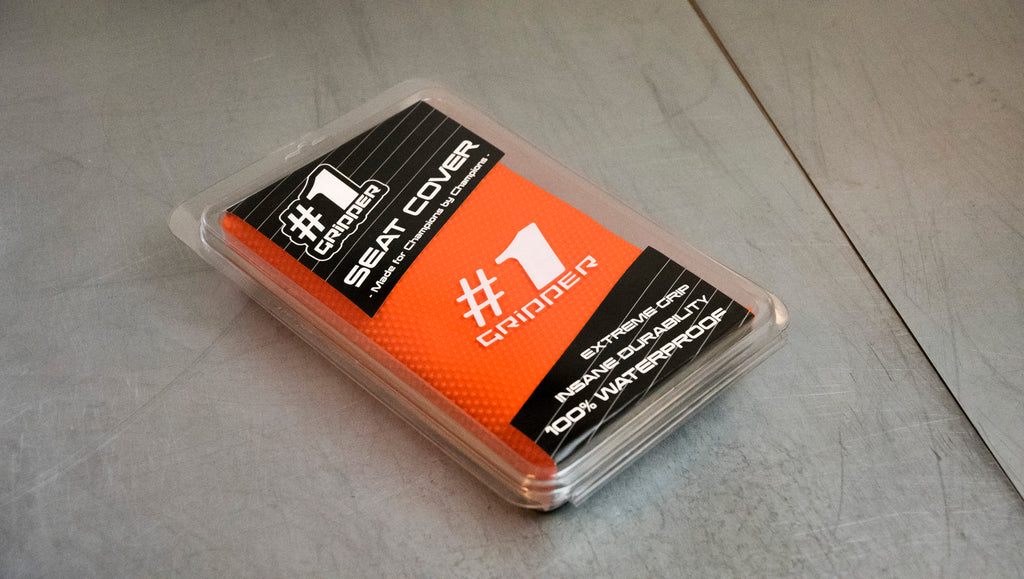 #1
GRIPPER
SEAT COVER
- Made for Champions by Champions -
#1
GRIPPER
EXTREME GRIP
INSANE DURABILITY
100% WATERPROOF